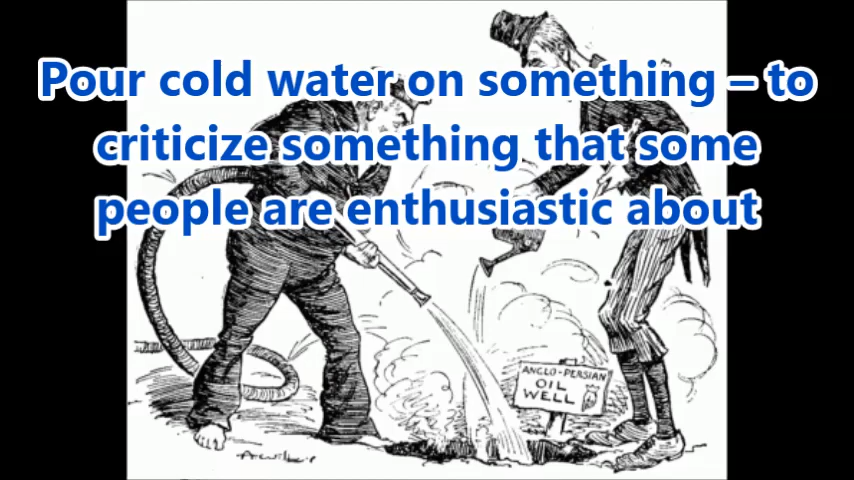 Pour cold water on something – to
criticize something that some
people are enthusiastic about
ANGLO-PERSIAN
OIL
WELL